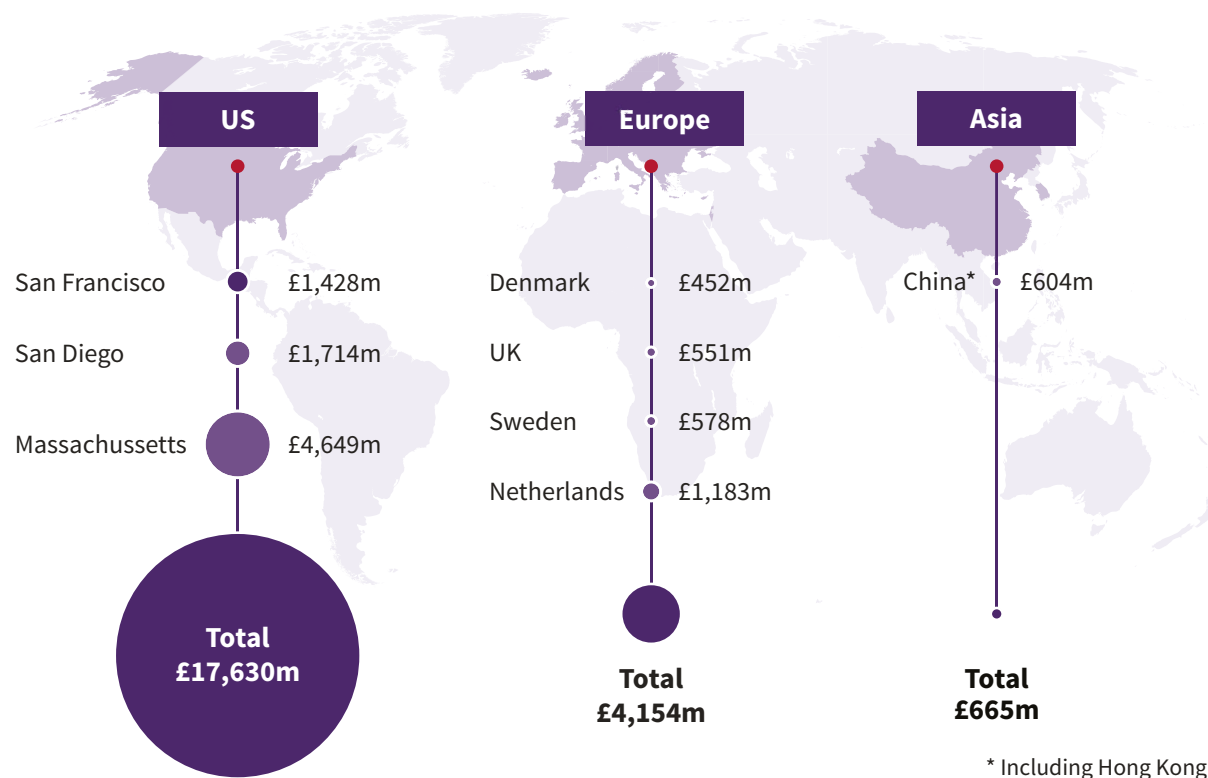 US
San Francisco £1,428m
San Diego £1,714m
Massachussetts £4,649m
Total
£17,630m
Europe
Denmark £452m
UK £551m
Sweden £578m
Netherlands £1,183m
Total
£4,154m
Asia
China* £604m
Total
£665m
* Including Hong Kong